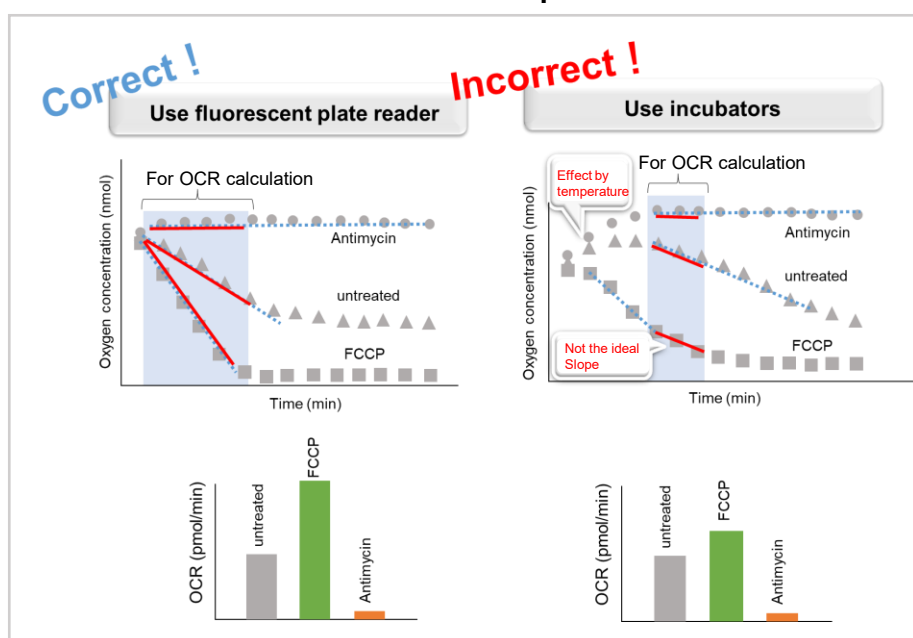 Correct !
Incorrect !
Use fluorescent plate reader
Use incubators
For OCR calculation
Oxygen concentration (nmol)
Antimycin
untreated
FCCP
Time (min)
Effect by
temperature
For OCR calculation
Oxygen concentration (nmol)
Antimycin
untreated
FCCP
Not the ideal
Slope
Time (min)
OCR (pmol/min)
untreated
FCCP
Antimycin
OCR (pmol/min)
untreated
FCCP
Antimycin